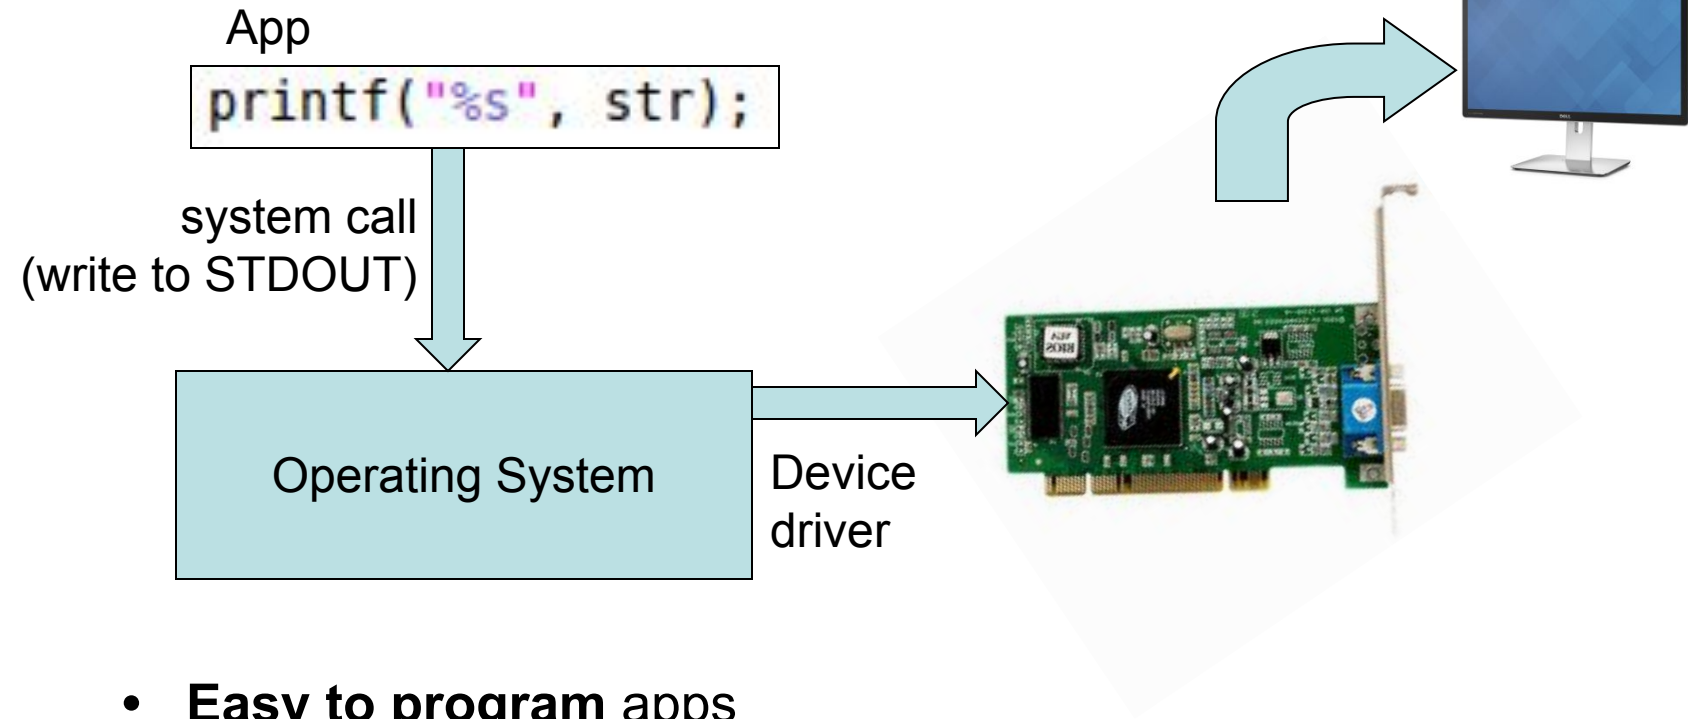 App
printf("%s", str);
system call
(write to STDOUT)
Operating System
Device
driver
• Easy to program apps